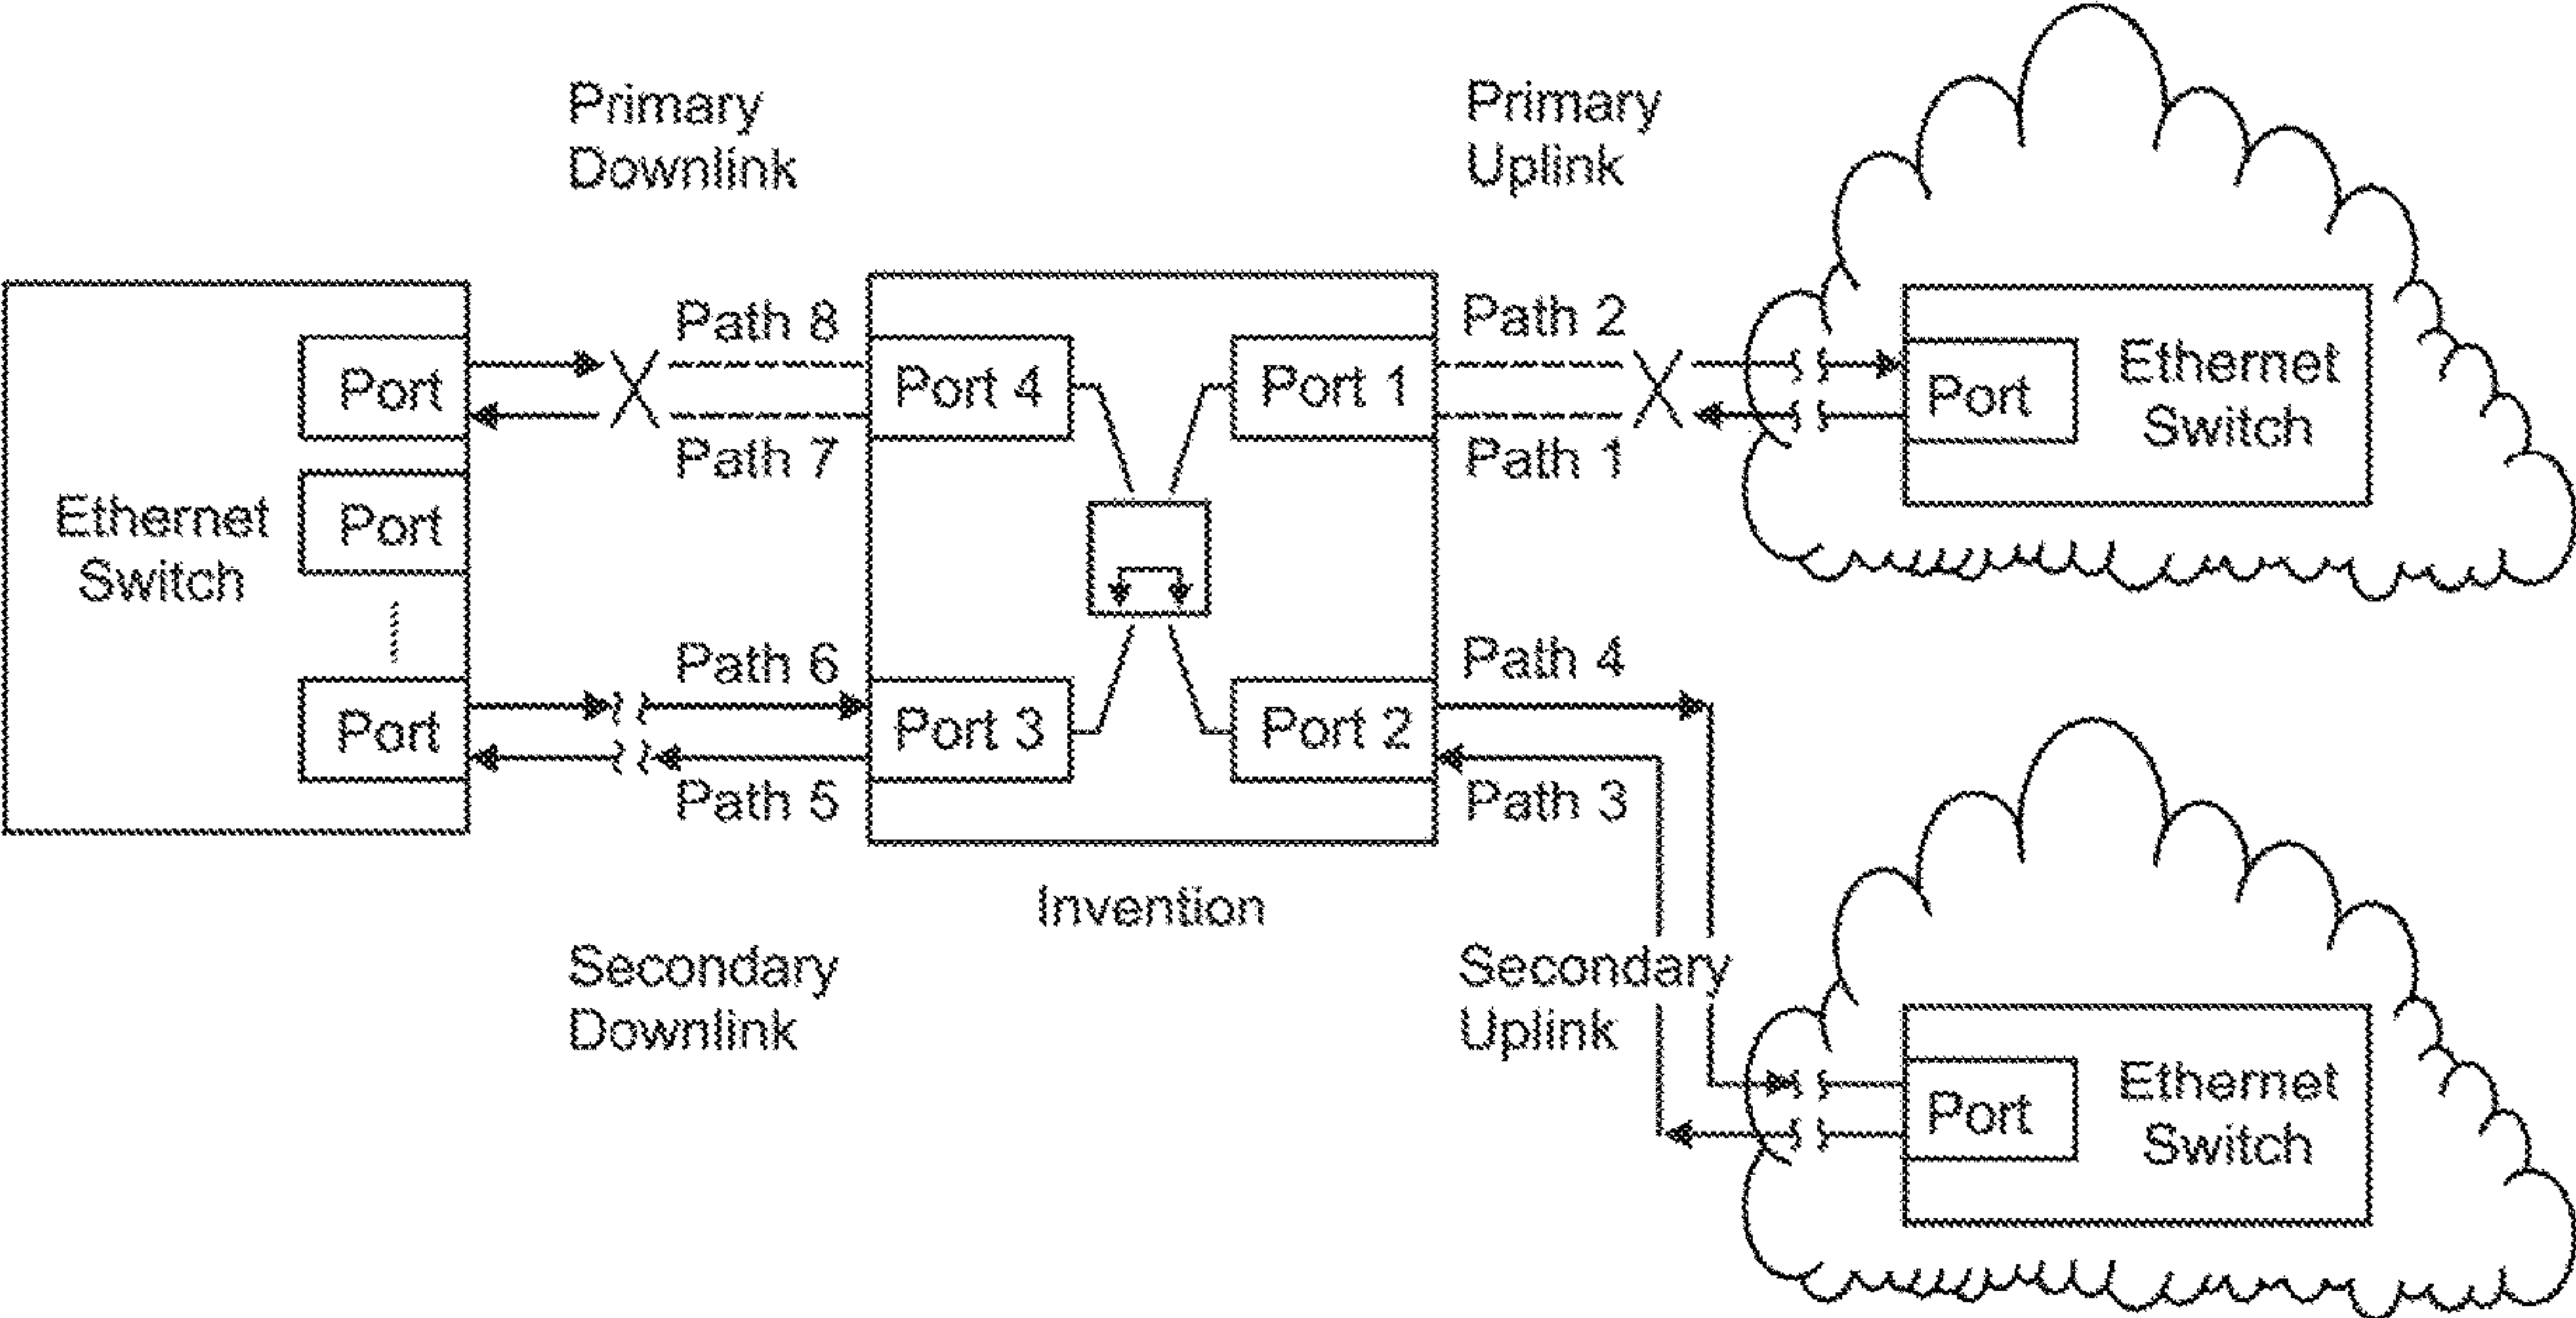 Primary
Downlink
Primary
Uplink
Path 8
Path 7
Path 2
Path 1
Port
Port
Port
Ethernet
Switch
Port 4
Port 1
Port
Ethernet
Switch
Path 6
Path 5
Port 3
Port 2
Path 4
Path 3
Invention
Secondary
Downlink
Secondary
Uplink
Port
Ethernet
Switch